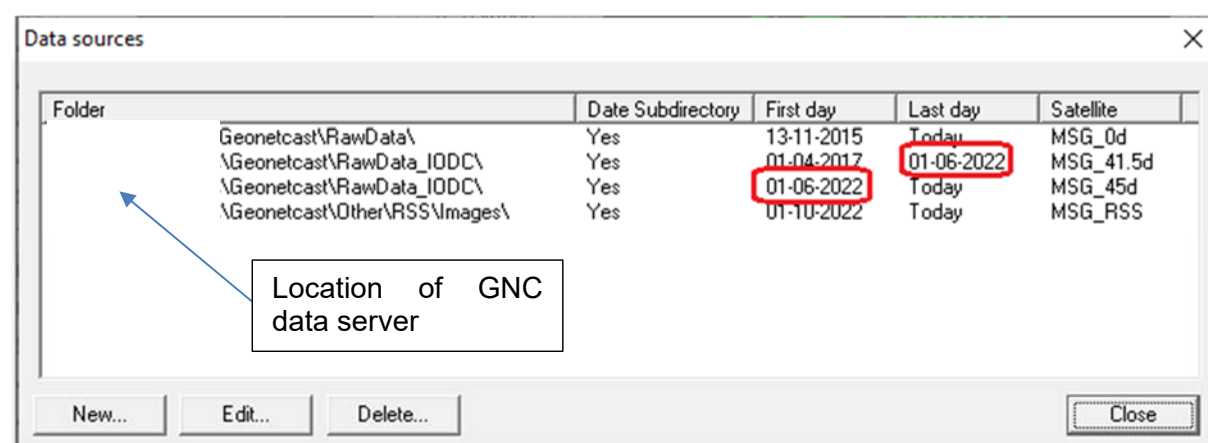 Data sources
Folder Date Subdirectory First day Last day Satellite
Geonetcast\RawData\ Yes 13-11-2015 Today MSG_0d
\Geonetcast\RawData_IODC\ Yes 01-04-2017 01-06-2022 MSG_41.5d
\Geonetcast\RawData_IODC\ Yes 01-06-2022 Today MSG_45d
\Geonetcast\Other\RSS\Images\ Yes 01-10-2022 Today MSG_RSS
Location of GNC
data server
New... Edit... Delete... Close